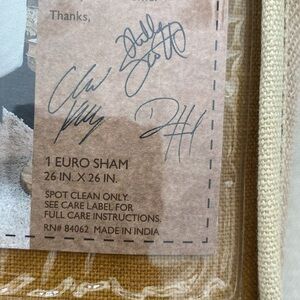 Thanks,
1 EURO SHAM
26 IN. X 26 IN.
SPOT CLEAN ONLY
SEE CARE LABEL FOR
FULL CARE INSTRUCTIONS.
RN# 84062 MADE IN INDIA